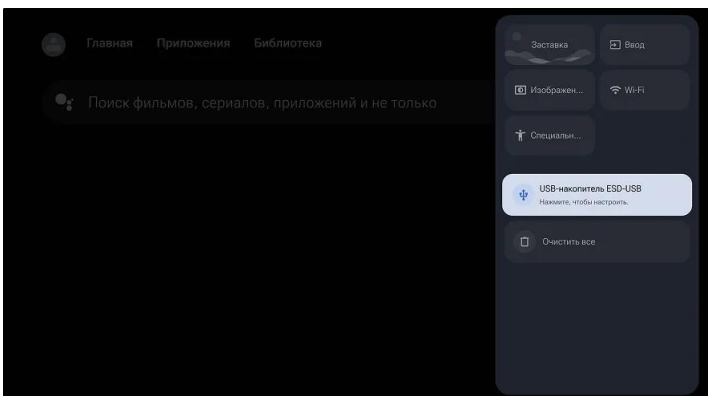 Главная Приложения Библиотека
Поиск фильмов, сериалов, приложений и не только
Заставка Ввод
Изображен... Wi-Fi
Специальн...
USB-накопитель ESD-USB
Нажмите, чтобы настроить.
Очистить все